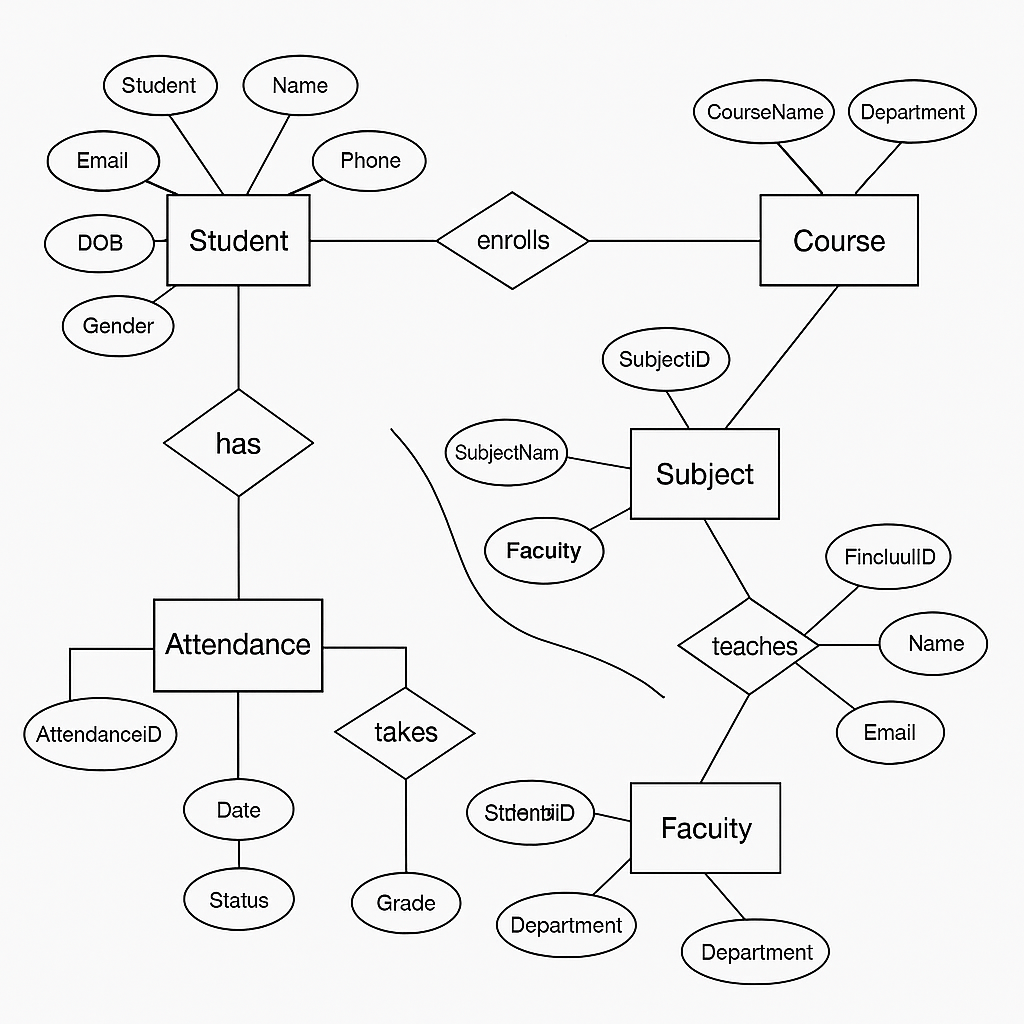 Student
Name
CourseName
Department
Email
Phone
DOB
Student
enrolls
Course
Gender
SubjectiD
has
SubjectNam
Subject
Facuity
FincluulID
Attendance
teaches
Name
AttendanceiD
takes
Email
Date
Facuity
Status
Grade
Department
Department